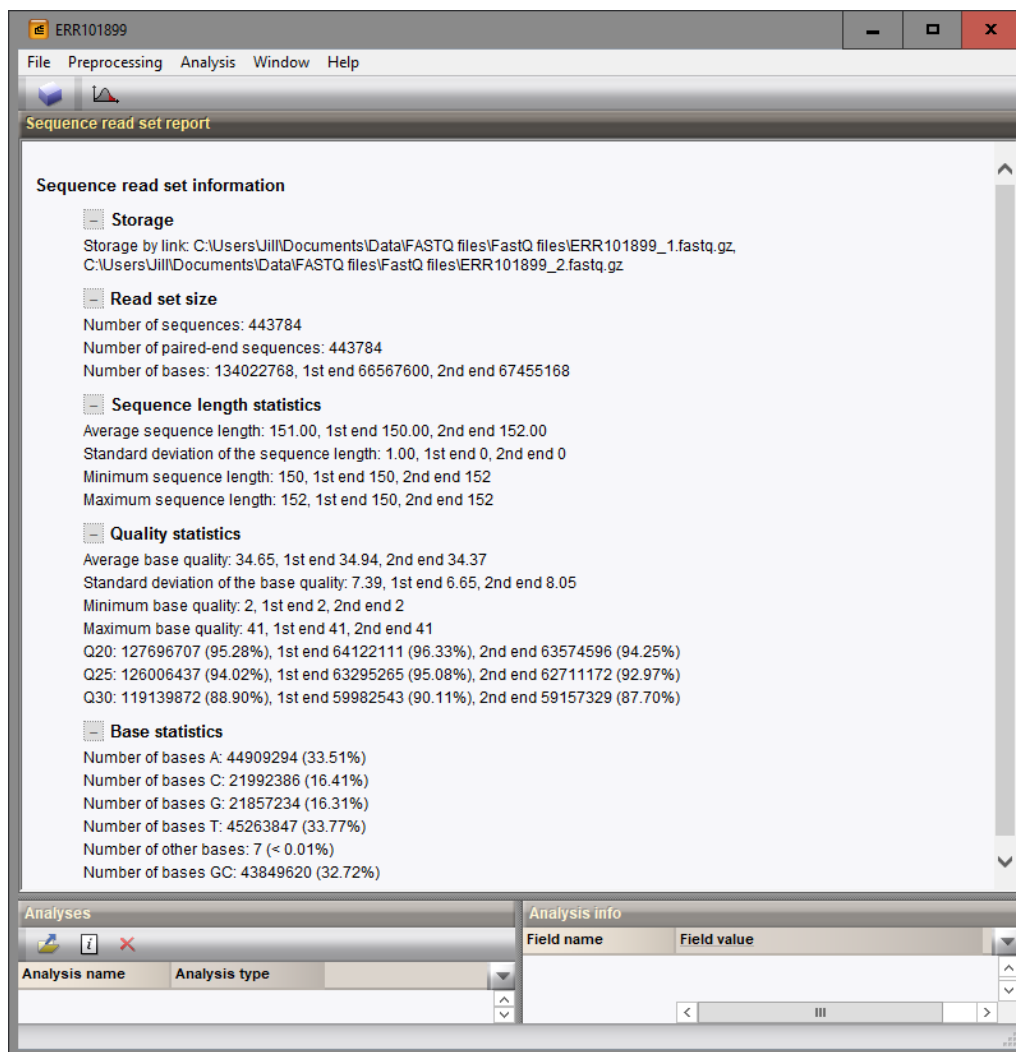 ERR101899
File Preprocessing Analysis Window Help
Sequence read set report
Sequence read set information
Storage
Storage by link: C:\Users\Jill\Documents\Data\FASTQ files\FastQ files\ERR101899_1.fastq.gz,
C:\Users\Jill\Documents\Data\FASTQ files\FastQ files\ERR101899_2.fastq.gz
Read set size
Number of sequences: 443784
Number of paired-end sequences: 443784
Number of bases: 134022768, 1st end 66567600, 2nd end 67455168
Sequence length statistics
Average sequence length: 151.00, 1st end 150.00, 2nd end 152.00
Standard deviation of the sequence length: 1.00, 1st end 0, 2nd end 0
Minimum sequence length: 150, 1st end 150, 2nd end 152
Maximum sequence length: 152, 1st end 150, 2nd end 152
Quality statistics
Average base quality: 34.65, 1st end 34.94, 2nd end 34.37
Standard deviation of the base quality: 7.39, 1st end 6.65, 2nd end 8.05
Minimum base quality: 2, 1st end 2, 2nd end 2
Maximum base quality: 41, 1st end 41, 2nd end 41
Q20: 127696707 (95.28%), 1st end 64122111 (96.33%), 2nd end 63574596 (94.25%)
Q25: 126006437 (94.02%), 1st end 63295265 (95.08%), 2nd end 62711172 (92.97%)
Q30: 119139872 (88.90%), 1st end 59982543 (90.11%), 2nd end 59157329 (87.70%)
Base statistics
Number of bases A: 44909294 (33.51%)
Number of bases C: 21992386 (16.41%)
Number of bases G: 21857234 (16.31%)
Number of bases T: 45263847 (33.77%)
Number of other bases: 7 (< 0.01%)
Number of bases GC: 43849620 (32.72%)
Analyses
Analysis name Analysis type
Analysis info
Field name Field value